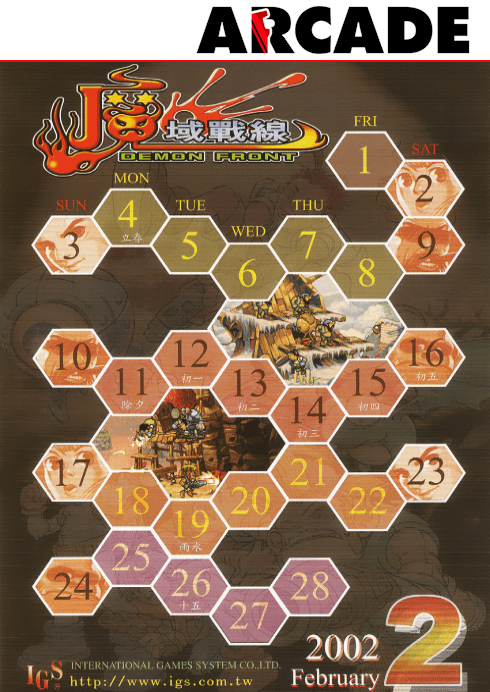 ARCADE
魔域戰線
DEMON FRONT
FRI
1
SAT
2
SUN
3
MON
4
立春
TUE
5
WED
6
THU
7
8
9
10
11
除夕
12
初一
13
初二
14
初三
15
初四
16
初五
17
18
19
雨水
20
21
22
23
24
25
26
十五
27
28
IGS
INTERNATIONAL GAMES SYSTEM CO.,LTD.
http://www.igs.com.tw
2002
February
2